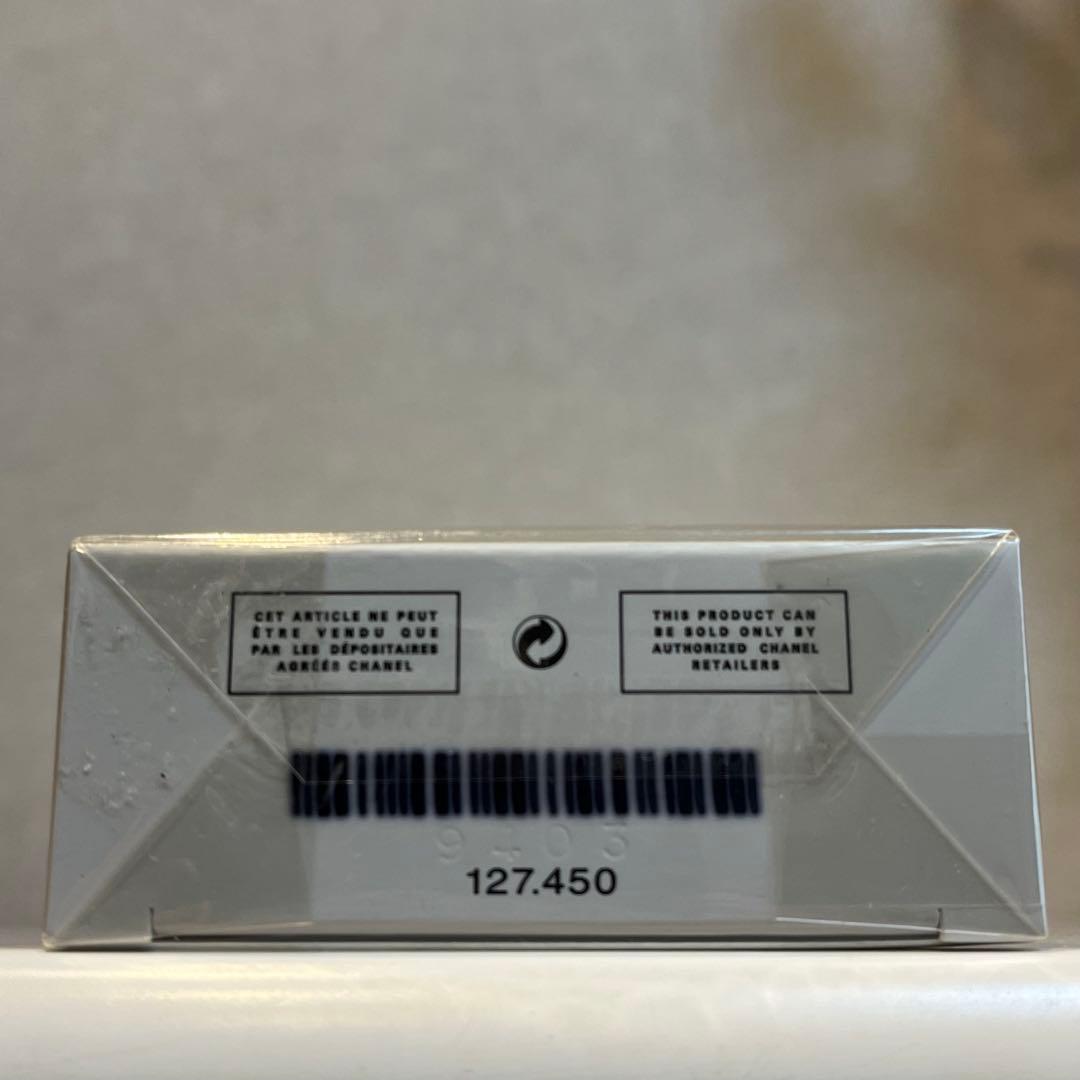 CET ARTICLE NE PEUT
ÊTRE VENDU QUE
PAR LES DÉPOSITAIRES
AGRÉÉS CHANEL
THIS PRODUCT CAN
BE SOLD ONLY BY
AUTHORIZED CHANEL
RETAILERS
9403
127.450